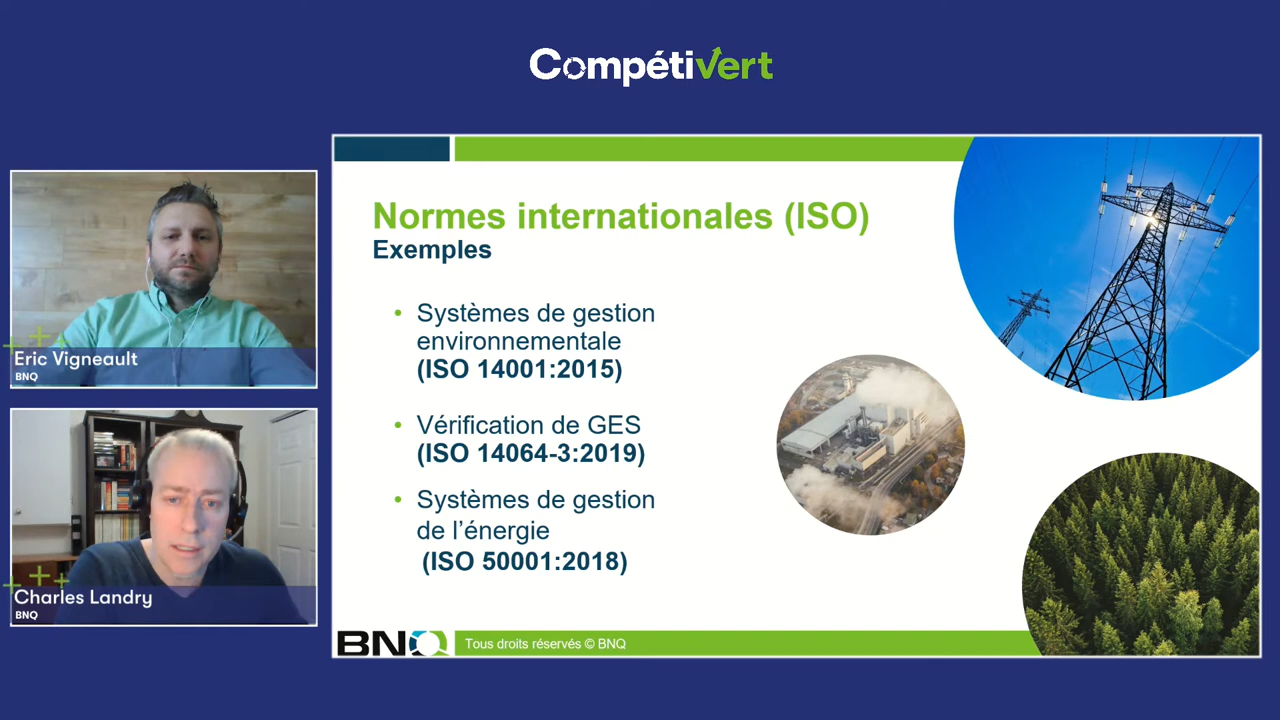 CompétiVert
Normes internationales (ISO)
Exemples
• Systèmes de gestion
environnementale
(ISO 14001:2015)
• Vérification de GES
(ISO 14064-3:2019)
• Systèmes de gestion
de l’énergie
(ISO 50001:2018)
BNQ
Tous droits réservés © BNQ
Eric Vigneault
BNQ
Charles Landry
BNQ